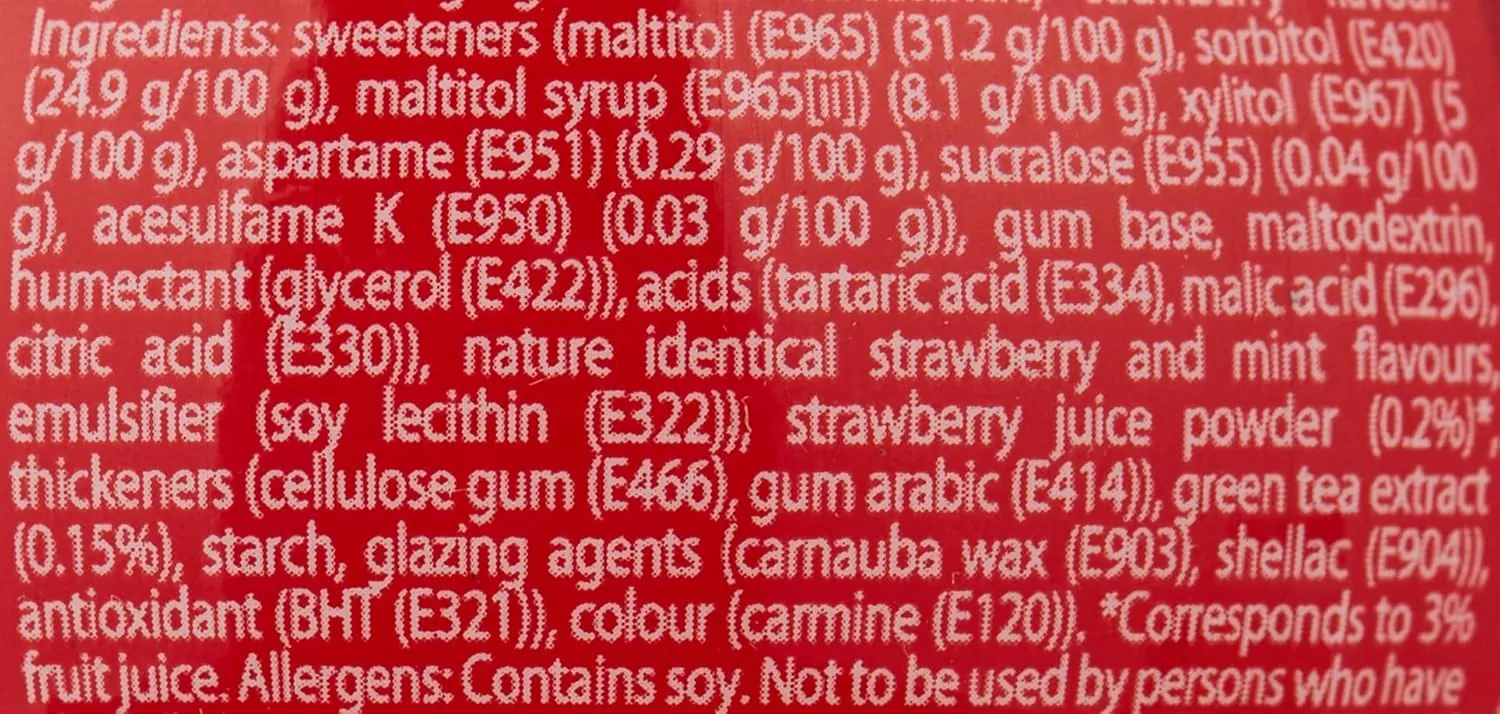 flavour.
Ingredients: sweeteners (maltitol (E965) (31.2 g/100 g), sorbitol (E420)
(24.9 g/100 g), maltitol syrup (E965[ii]) (8.1 g/100 g), xylitol (E967) (5
g/100 g), aspartame (E951) (0.29 g/100 g), sucralose (E955) (0.04 g/100
g), acesulfame K (E950) (0.03 g/100 g)), gum base, maltodextrin,
humectant (glycerol (E422)), acids (tartaric acid (E334), malic acid (E296),
citric acid (E330)), nature identical strawberry and mint flavours,
emulsifier (soy lecithin (E322)), strawberry juice powder (0.2%)*,
thickeners (cellulose gum (E466), gum arabic (E414)), green tea extract
(0.15%), starch, glazing agents (carnauba wax (E903), shellac (E904)),
antioxidant (BHT (E321)), colour (carmine (E120)). *Corresponds to 3%
fruit juice. Allergens: Contains soy. Not to be used by persons who have